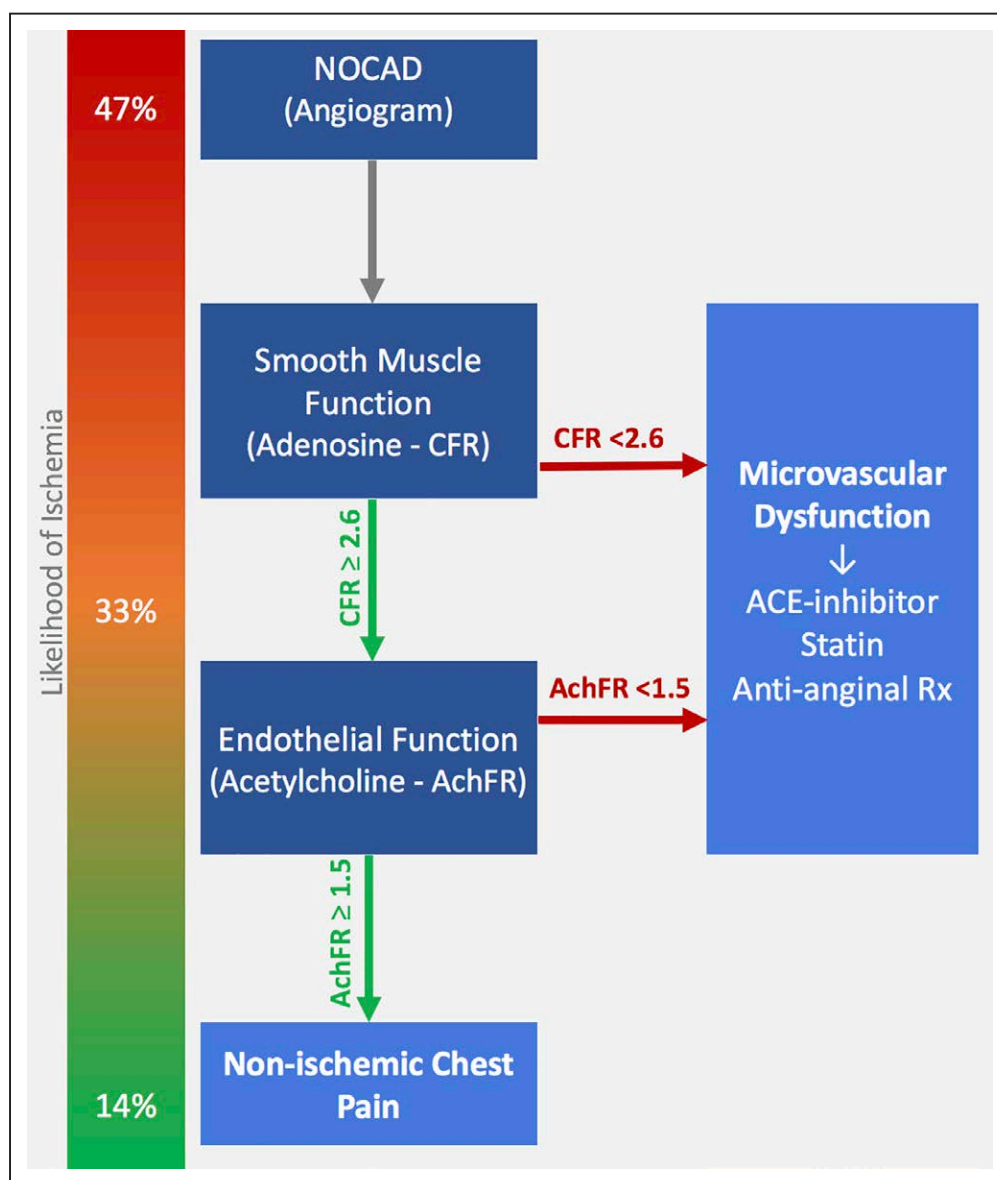 Likelihood of Ischemia
47%
33%
14%
NOCAD
(Angiogram)
Smooth Muscle
Function
(Adenosine - CFR)
CFR <2.6
CFR ≥ 2.6
Microvascular
Dysfunction
↓
ACE-inhibitor
Statin
Anti-anginal Rx
Endothelial Function
(Acetylcholine - AchFR)
AchFR <1.5
AchFR ≥ 1.5
Non-ischemic Chest
Pain